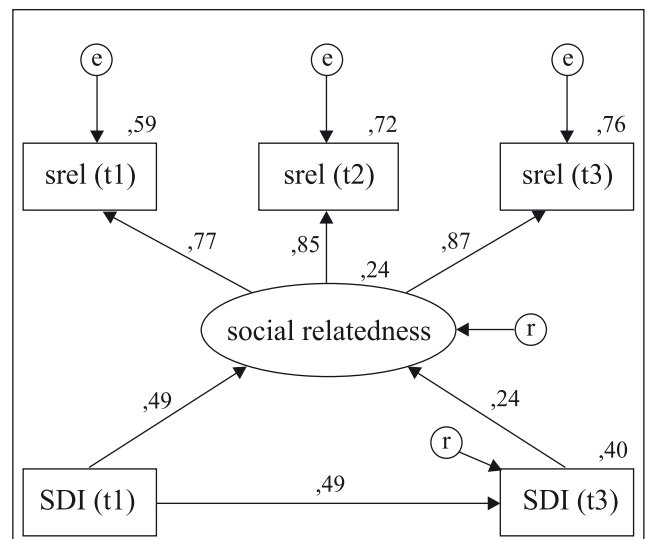 e e e
,59 ,72 ,76
srel (t1) srel (t2) srel (t3)
,77 ,85 ,87
,24
social relatedness r
,49 ,24
r ,40
SDI (t1) ,49 SDI (t3)